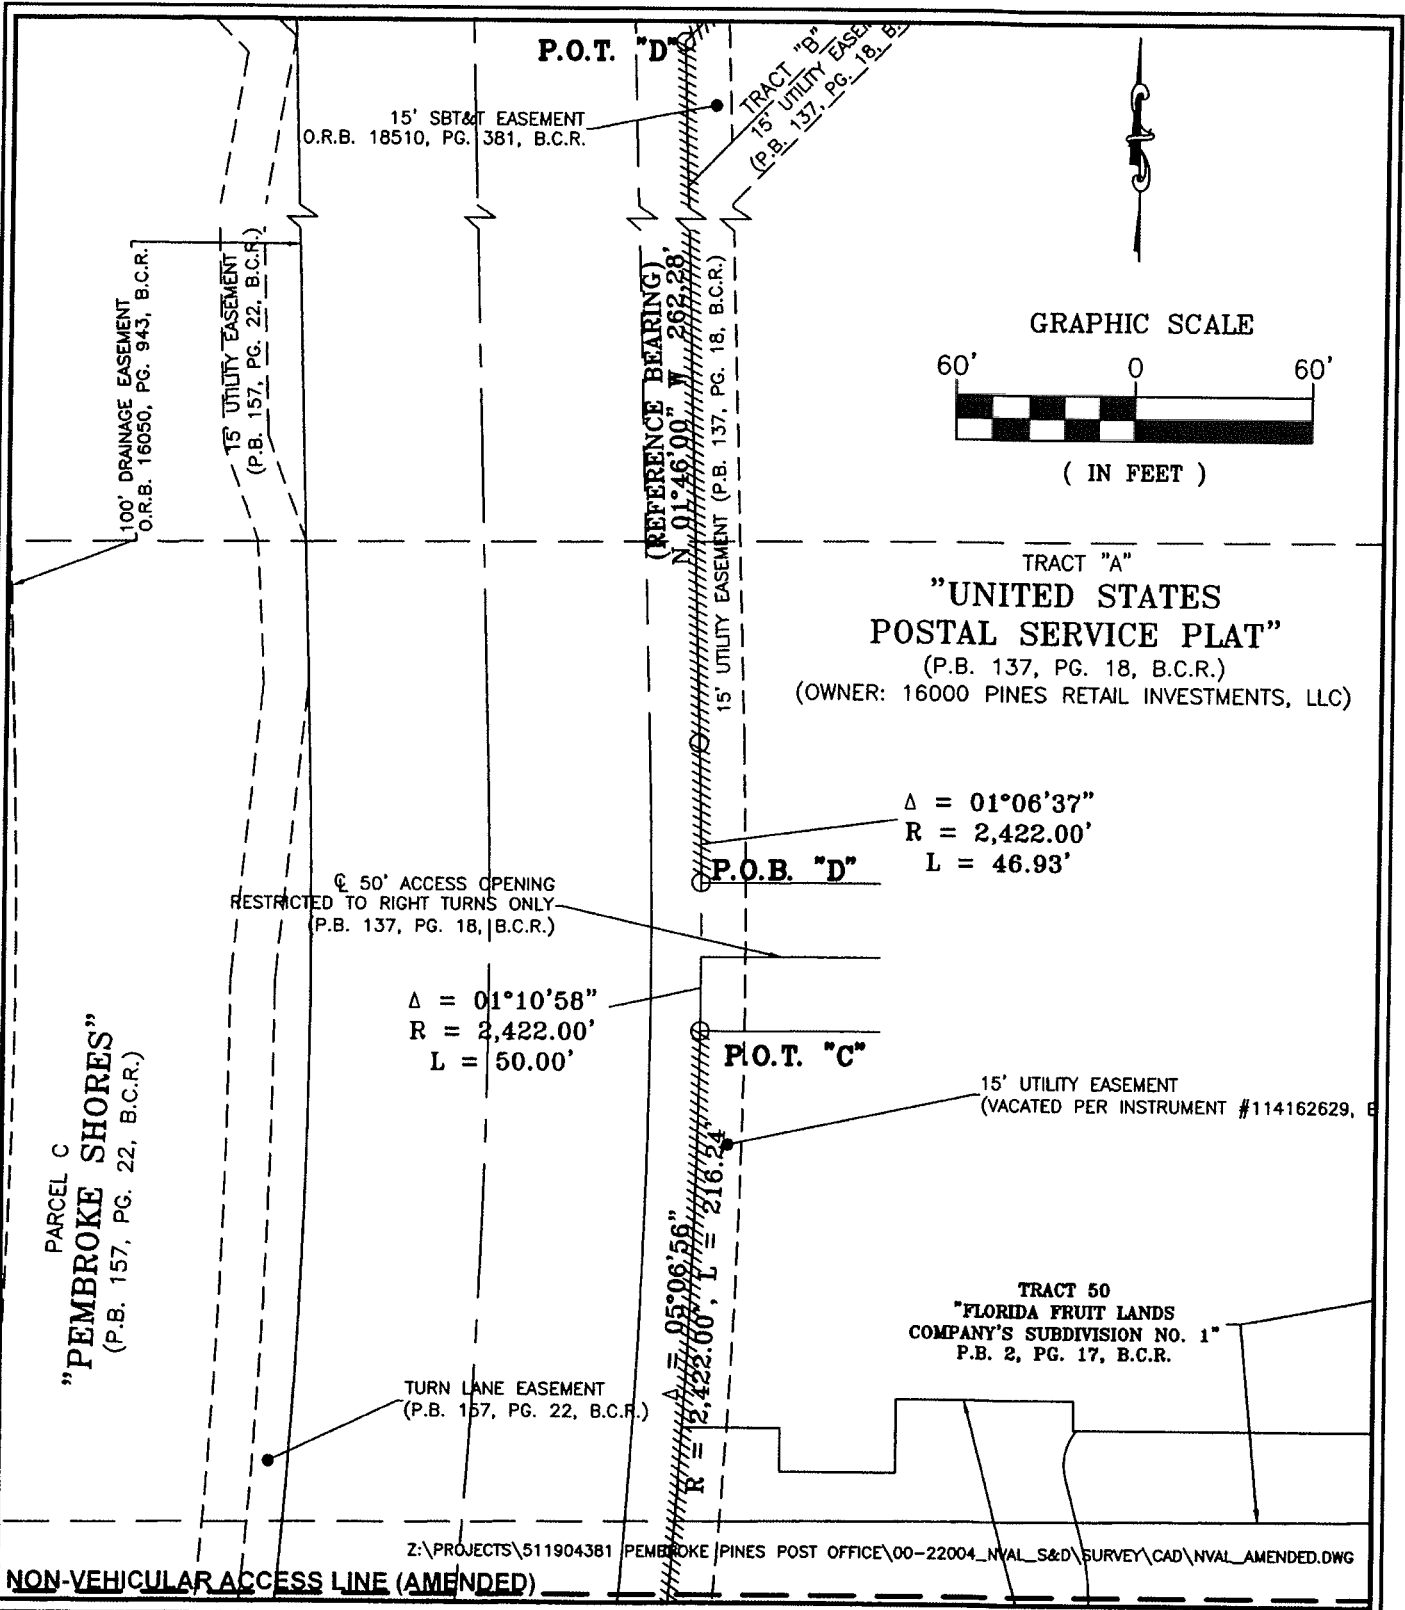 P.O.T. "D"
TRACT "B"
15' UTILITY
(P.B. 137, PG. 18,
15' SBT&T EASEMENT
O.R.B. 18510, PG. 381, B.C.R.
100' DRAINAGE EASEMENT
O.R.B. 16050, PG. 943, B.C.R.
15' UTILITY EASEMENT
(P.B. 157, PG. 22, B.C.R.)
(REFERENCE BEARING)
N 01°46'00" W 262.28'
15' UTILITY EASEMENT (P.B. 137, PG. 18, B.C.R.)
GRAPHIC SCALE
60' 0 60'
( IN FEET )
TRACT "A"
"UNITED STATES
POSTAL SERVICE PLAT"
(P.B. 137, PG. 18, B.C.R.)
(OWNER: 16000 PINES RETAIL INVESTMENTS, LLC)
Δ = 01°06'37"
R = 2,422.00'
L = 46.93'
P.O.B. "D"
℄ 50' ACCESS OPENING
RESTRICTED TO RIGHT TURNS ONLY
(P.B. 137, PG. 18, B.C.R.)
Δ = 01°10'58"
R = 2,422.00'
L = 50.00'
P.O.T. "C"
15' UTILITY EASEMENT
(VACATED PER INSTRUMENT #114162629,
PARCEL C
"PEMBROKE SHORES"
(P.B. 157, PG. 22, B.C.R.)
Δ = 05°06'56"
R = 2,422.00', L = 216.24'
TRACT 50
"FLORIDA FRUIT LANDS
COMPANY'S SUBDIVISION NO. 1"
P.B. 2, PG. 17, B.C.R.
TURN LANE EASEMENT
(P.B. 157, PG. 22, B.C.R.)
Z:\PROJECTS\511904381 PEMBROKE PINES POST OFFICE\00-22004_NVAL_S&D\SURVEY\CAD\NVAL_AMENDED.DWG
NON-VEHICULAR ACCESS LINE (AMENDED)